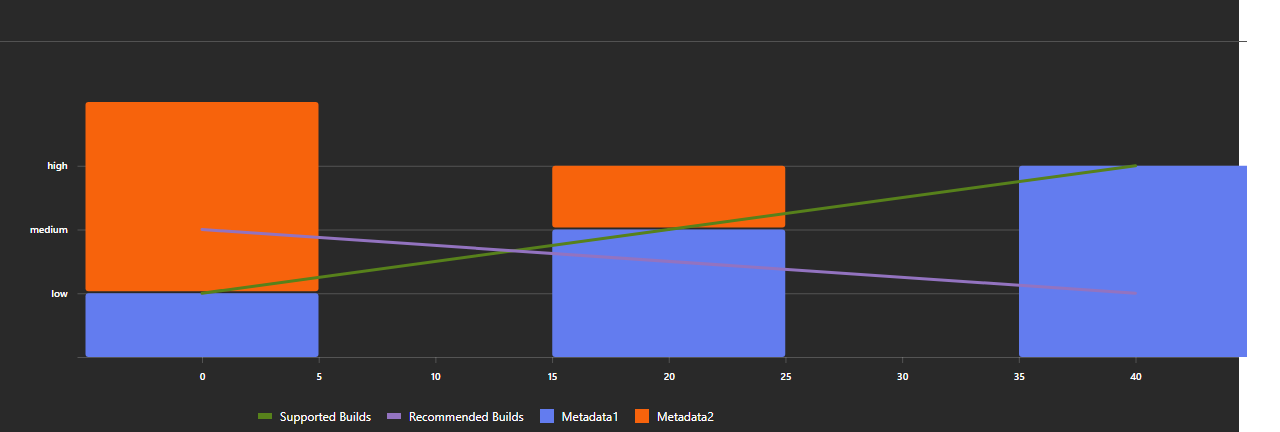 high
medium
low
0 5 10 15 20 25 30 35 40
Supported Builds Recommended Builds Metadata1 Metadata2